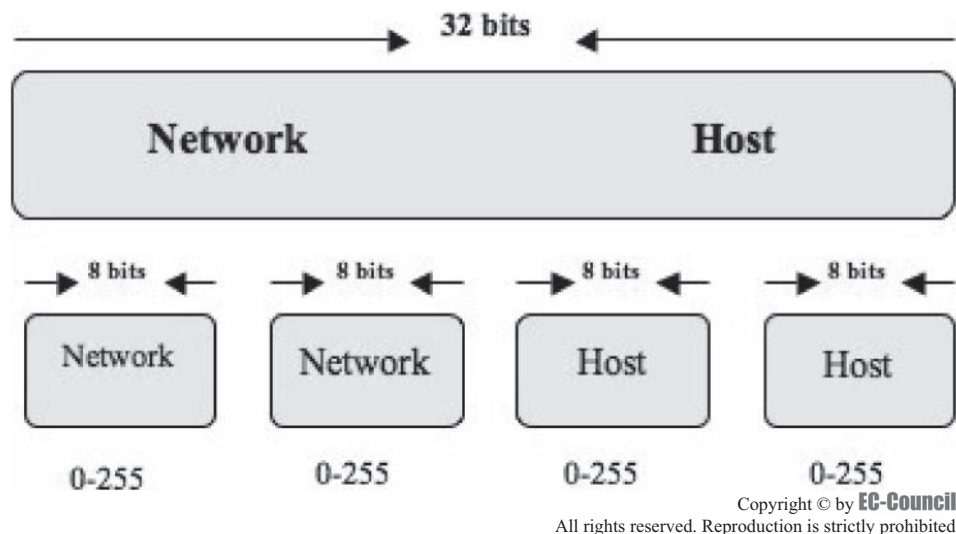 32 bits
Network Host
8 bits 8 bits 8 bits 8 bits
Network Network Host Host
0-255 0-255 0-255 0-255
Copyright © by EC-Council
All rights reserved. Reproduction is strictly prohibited